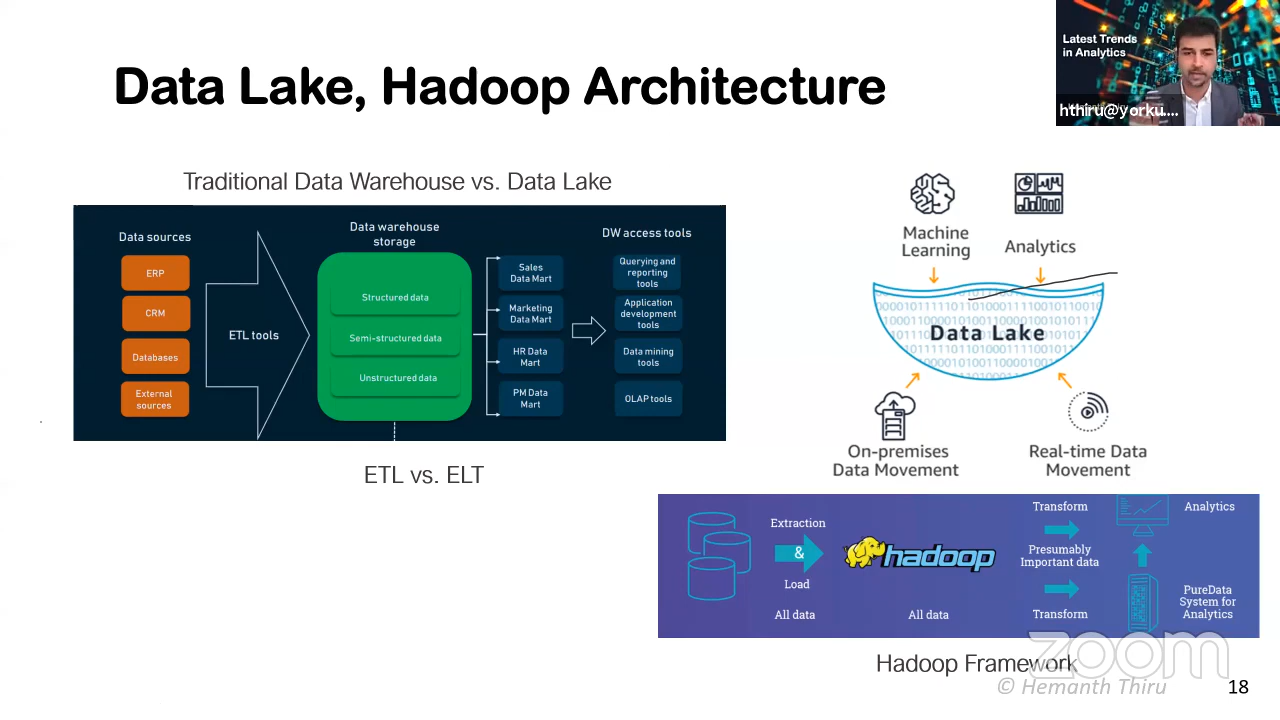 Data Lake, Hadoop Architecture
Latest Trends
in Analytics
hthiru@yorku....
Traditional Data Warehouse vs. Data Lake
Data sources
ERP
CRM
Databases
External
sources
ETL tools
Data warehouse
storage
Structured data
Semi-structured data
Unstructured data
Sales
Data Mart
Marketing
Data Mart
HR Data
Mart
PM Data
Mart
DW access tools
Querying and
reporting
tools
Application
development
tools
Data mining
tools
OLAP tools
ETL vs. ELT
Machine
Learning
Analytics
Data Lake
On-premises
Data Movement
Real-time Data
Movement
Extraction
&
Load
All data
hadoop
All data
Transform
Presumably
Important data
Transform
Analytics
PureData
System for
Analytics
Hadoop Framework
zoom
© Hemanth Thiru
18